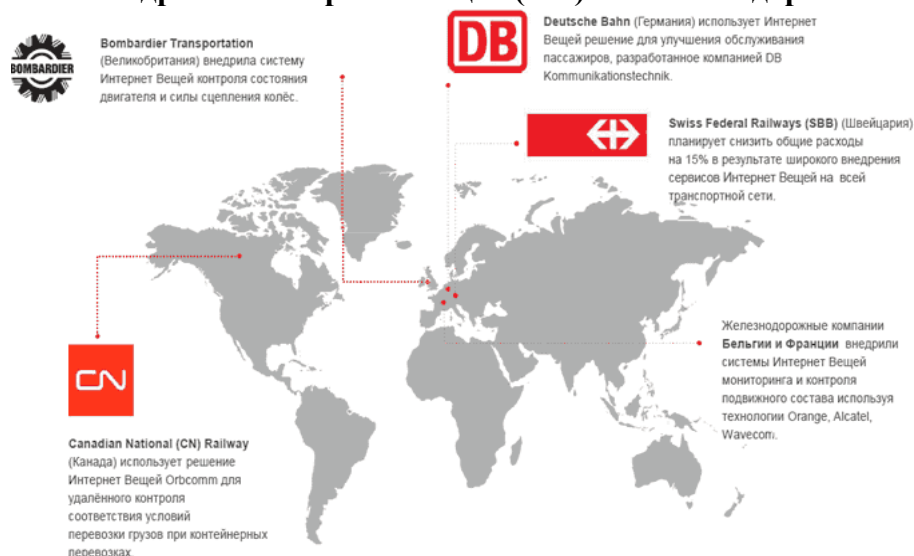 Bombardier Transportation
(Великобритания) внедрила систему
Интернет Вещей контроля состояния
двигателя и силы сцепления колёс.
BOMBARDIER
DB
Deutsche Bahn (Германия) использует Интернет
Вещей решение для улучшения обслуживания
пассажиров, разработанное компанией DB
Kommunikationstechnik.
Swiss Federal Railways (SBB) (Швейцария)
планирует снизить общие расходы
на 15% в результате широкого внедрения
сервисов Интернет Вещей на всей
транспортной сети.
Железнодорожные компании
Бельгии и Франции внедрили
системы Интернет Вещей
мониторинга и контроля
подвижного состава используя
технологии Orange, Alcatel,
Wavecom.
CN
Canadian National (CN) Railway
(Канада) использует решение
Интернет Вещей Orbcomm для
удалённого контроля
соответствия условий
перевозки грузов при контейнерных
перевозках.